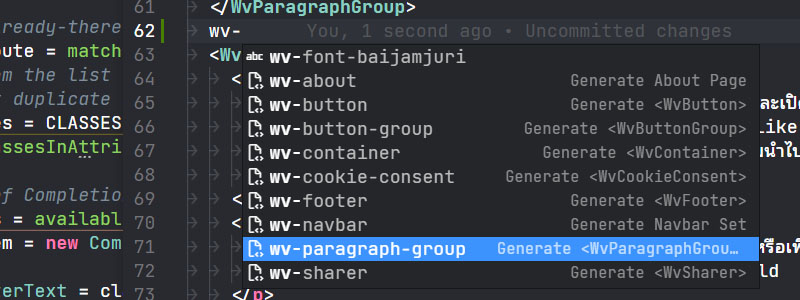 61 </WvParagraphGroup>
ready-there
62 wv- You, 1 second ago • Uncommitted changes
ute = match 63 <Wv
abc wv-font-baijamjuri
m the list 64 < wv-about Generate About Page
duplicate 65 wv-button Generate <WvButton> ละเปิด
s = CLASSES 66 wv-button-group Generate <WvButtonGroup> Like
ssesInAttri 67 wv-container Generate <WvContainer> มนำไป
68 wv-cookie-consent Generate <WvCookieConsent>
f Completio 69 < wv-footer Generate <WvFooter>
s = availabl 70 < wv-navbar Generate Navbar Set
em = new Com 71 wv-paragraph-group Generate <WvParagraphGrou… หรือเพื
72 wv-sharer Generate <WvSharer> ld
erText = cl 73 </p>